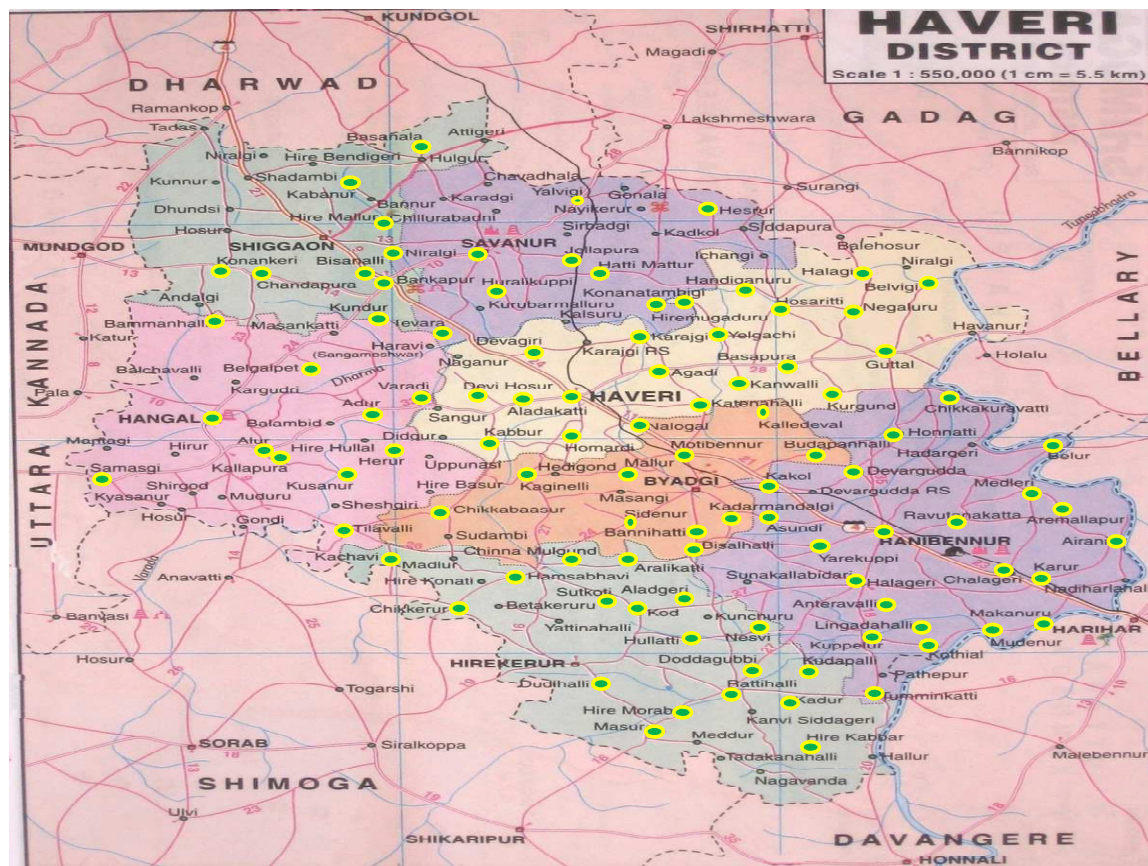 HAVERI
DISTRICT
Scale 1 : 550,000 (1 cm = 5.5 km)
KUNDGOL
SHIRHATTI
Magadi
DHARWAD
Ramankop
Tadas
GADAG
Lakshmeshwara
Bannikop
Basanala
Attigeri
Niralgi
Hire Bendigeri
Hulgur
Kunnur
Shadambi
Kabanur
Bannur
Chavadhala
Karadgi
Yalvigi
Gonala
Nayikerur
Surangi
Hesrur
Dhundsi
Hire Mallur
Chillurabadni
Tungabhadra
Hosur
Sirbadgi
Kadkol
Siddapura
MUNDGOD
SHIGGAON
SAVANUR
Balehosur
Niralgi
Jollapura
Ichangi
Konankeri
Bisanalli
Hatti Mattur
Halagi
Niralgi
Chandapura
Bankapur
Huralikuppi
Handiganuru
Belvigi
Andalgi
Kurubarmalluru
Konanatambigi
Hosaritti
Negaluru
Bammanhalli
Masankatti
Kundur
Kalsuru
Hiremugaduru
Katur
Haravi
Devagiri
Karajgi RS
Karajgi
Yelgachi
Havanur
Holalu
(Sangameshwar)
Naganur
Balchavalli
Belgalpet
Dharma
Basapura
Guttal
BELLARY
Kargudri
Varadi
Devi Hosur
Agadi
Kanwalli
HANGAL
Adur
Sangur
Aladakatti
HAVERI
Katenahalli
Kurgund
Chikkakuravatti
Balambid
Kalledeval
Didgur
Kabbur
Homardi
Nalogal
Motibennur
Budapanhalli
Honnatti
Hirur
Alur
Hire Hullal
Hadargeri
Belur
Samasgi
Kallapura
Herur
Uppunasi
Hedigond
Mallur
Devargudda
Kyasanur
Shirgod
Muduru
Kusanur
Hire Basur
Kaginelli
BYADGI
Kakol
Devargudda RS
Medleri
Hosur
Sheshgiri
Masangi
Gondi
Chikkabaasur
Sidenur
Kadarmandalgi
Ravutanakatta
Aremallapur
Tilavalli
Sudambi
Bannihatti
Asundi
HANIBENNUR
Airani
UTTARA KANNADA
Kachavi
Madlur
Chinna Mulgund
Bisalhalli
Yarekuppi
Varada
Anavatti
Hire Konati
Hamsabhavi
Aralikatti
Sunakallabidari
Halageri
Chalageri
Karur
Nadiharlahalli
Banvasi
Chikkerur
Betakeruru
Sutkoti
Aladgeri
Kod
Anteravalli
Makanuru
HARIHAR
Yattinahalli
Kunchuru
Lingadahalli
Mudenur
Hullatti
Nesvi
Kuppelur
Kothial
Hosur
HIREKERUR
Doddagubbi
Kudapalli
Pathepur
Togarshi
Rattihalli
Tumminkatti
Hire Morab
Kadur
Masur
Kanvi Siddageri
SORAB
Siralkoppa
Meddur
Hire Kabbar
Malebennur
Tadakanahalli
Hallur
SHIMOGA
Nagavanda
Ulvi
SHIKARIPUR
DAVANGERE
HONNALI